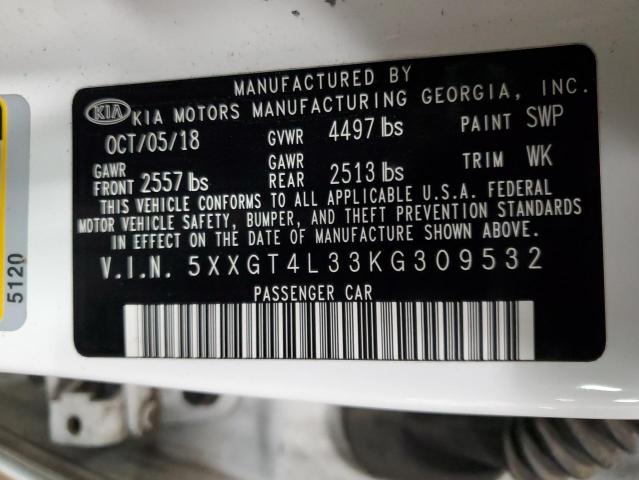 MANUFACTURED BY
KIA KIA MOTORS MANUFACTURING GEORGIA, INC.
OCT/05/18 GVWR 4497 lbs PAINT SWP
GAWR FRONT 2557 lbs GAWR REAR 2513 lbs TRIM WK
THIS VEHICLE CONFORMS TO ALL APPLICABLE U.S.A. FEDERAL
MOTOR VEHICLE SAFETY, BUMPER, AND THEFT PREVENTION STANDARDS
IN EFFECT ON THE DATE OF MANUFACTURE SHOWN ABOVE.
V.I.N. 5XXGT4L33KG309532
PASSENGER CAR
5120